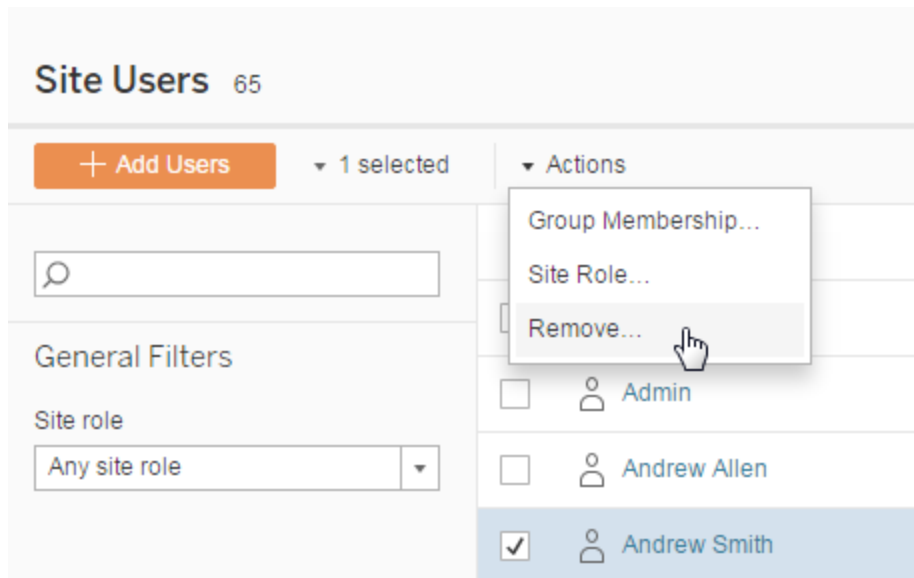 Site Users 65
+ Add Users
1 selected
Actions
Group Membership...
Site Role...
Remove...
General Filters
Site role
Any site role
Admin
Andrew Allen
Andrew Smith